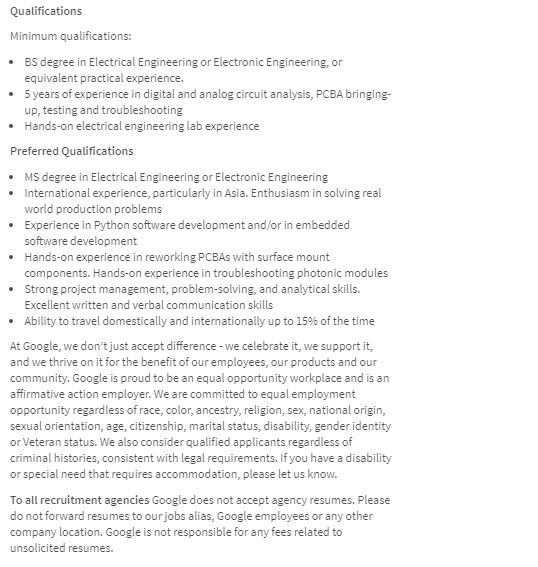 Qualifications
Minimum qualifications:
• BS degree in Electrical Engineering or Electronic Engineering, or
equivalent practical experience.
• 5 years of experience in digital and analog circuit analysis, PCBA bringing-
up, testing and troubleshooting
• Hands-on electrical engineering lab experience
Preferred Qualifications
• MS degree in Electrical Engineering or Electronic Engineering
• International experience, particularly in Asia. Enthusiasm in solving real
world production problems
• Experience in Python software development and/or in embedded
software development
• Hands-on experience in reworking PCBAs with surface mount
components. Hands-on experience in troubleshooting photonic modules
• Strong project management, problem-solving, and analytical skills.
Excellent written and verbal communication skills
• Ability to travel domestically and internationally up to 15% of the time
At Google, we don't just accept difference - we celebrate it, we support it,
and we thrive on it for the benefit of our employees, our products and our
community. Google is proud to be an equal opportunity workplace and is an
affirmative action employer. We are committed to equal employment
opportunity regardless of race, color, ancestry, religion, sex, national origin,
sexual orientation, age, citizenship, marital status, disability, gender identity
or Veteran status. We also consider qualified applicants regardless of
criminal histories, consistent with legal requirements. If you have a disability
or special need that requires accommodation, please let us know.
To all recruitment agencies Google does not accept agency resumes. Please
do not forward resumes to our jobs alias, Google employees or any other
company location. Google is not responsible for any fees related to
unsolicited resumes.